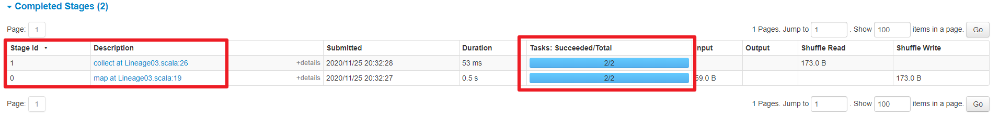 Completed Stages (2)
Page: 1 1 Pages. Jump to 1 . Show 100 items in a page. Go
Stage Id Description Submitted Duration Tasks: Succeeded/Total nput Output Shuffle Read Shuffle Write
1 collect at Lineage03.scala:26 +details 2020/11/25 20:32:28 53 ms 2/2 173.0 B
0 map at Lineage03.scala:19 +details 2020/11/25 20:32:27 0.5 s 2/2 59.0 B 173.0 B
Page: 1 1 Pages. Jump to 1 . Show 100 items in a page. Go